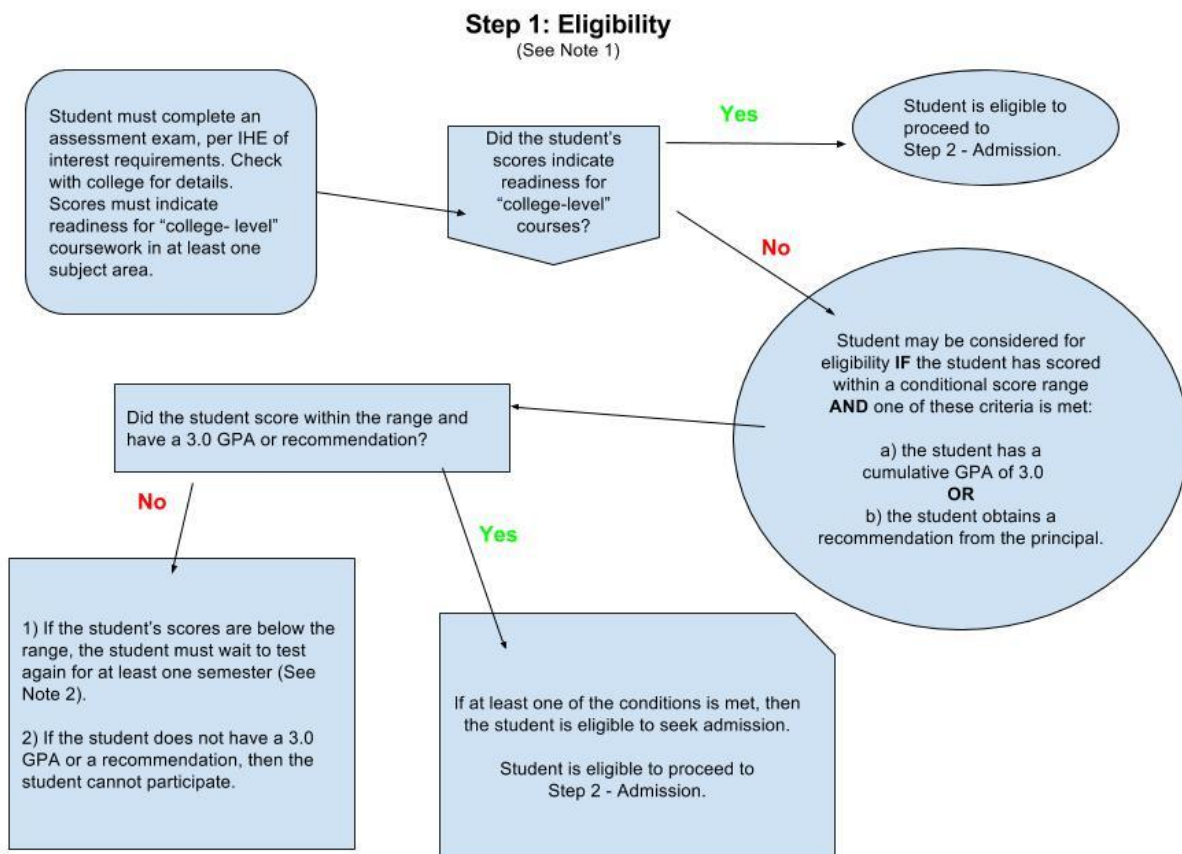 Step 1: Eligibility
(See Note 1)
Student must complete an
assessment exam, per IHE of
interest requirements. Check
with college for details.
Scores must indicate
readiness for “college- level”
coursework in at least one
subject area.
Did the student’s
scores indicate
readiness for
“college-level”
courses?
Yes
Student is eligible to
proceed to
Step 2 - Admission.
No
Student may be considered for
eligibility IF the student has scored
within a conditional score range
AND one of these criteria is met:
a) the student has a
cumulative GPA of 3.0
OR
b) the student obtains a
recommendation from the principal.
Did the student score within the range and
have a 3.0 GPA or recommendation?
No
Yes
1) If the student’s scores are below the
range, the student must wait to test
again for at least one semester (See
Note 2).
2) If the student does not have a 3.0
GPA or a recommendation, then the
student cannot participate.
If at least one of the conditions is met, then
the student is eligible to seek admission.
Student is eligible to proceed to
Step 2 - Admission.